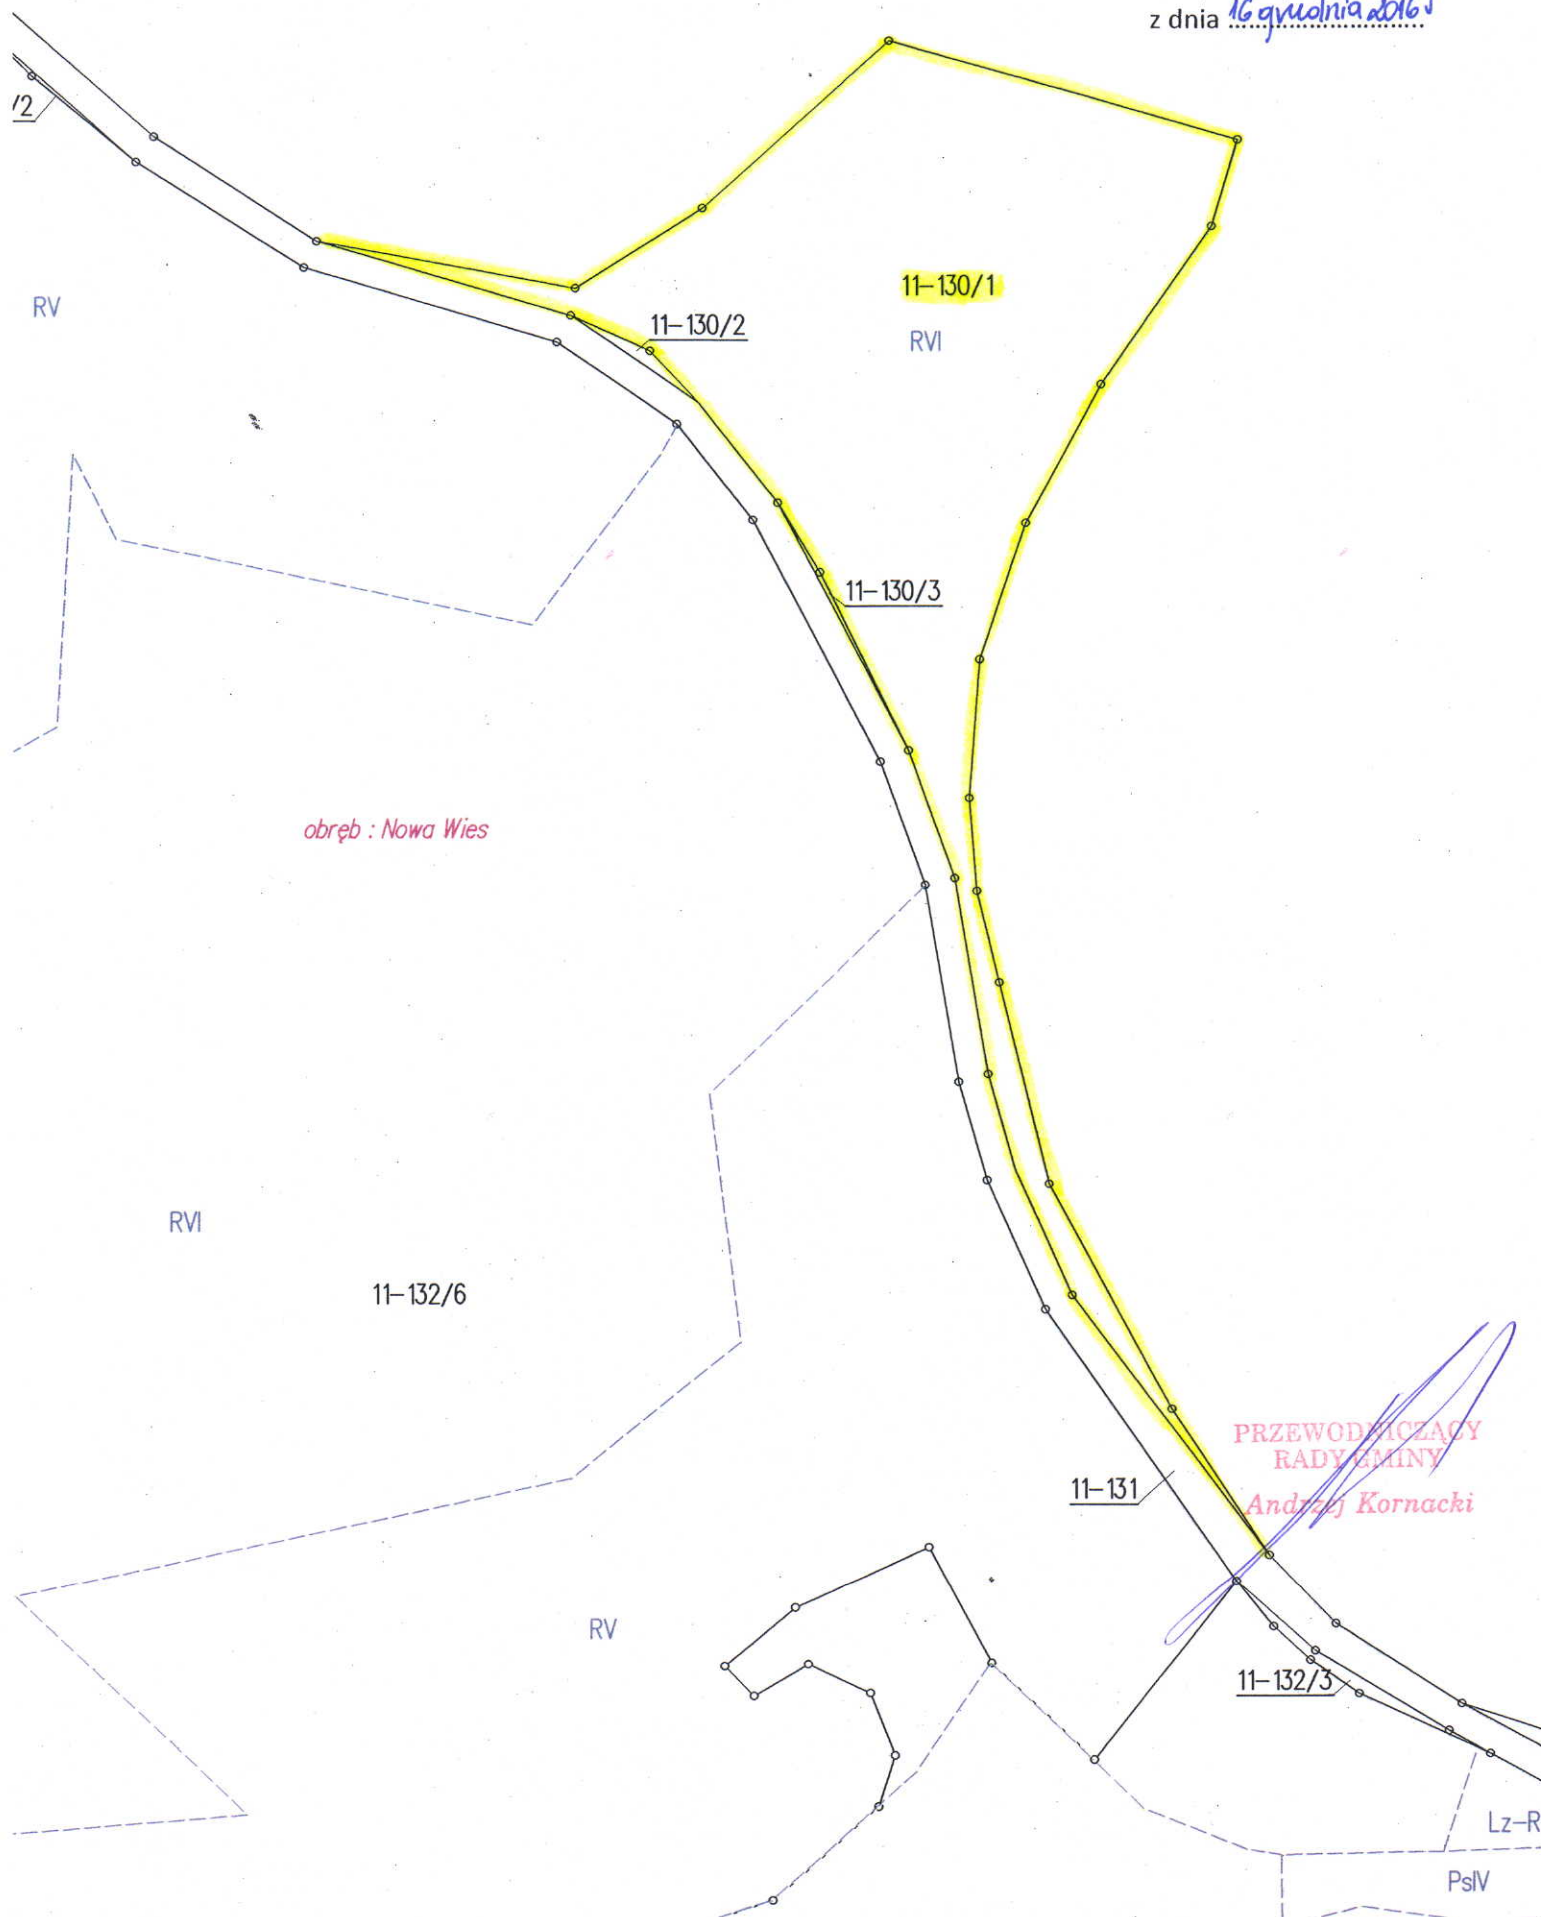 z dnia 16 grudnia 2016 r
/2
RV
11-130/1
11-130/2
RVI
11-130/3
obręb : Nowa Wies
RVI
11-132/6
PRZEWODNICZĄCY
RADY GMINY
11-131
Andrzej Kornacki
RV
11-132/3
Lz-R
PsIV